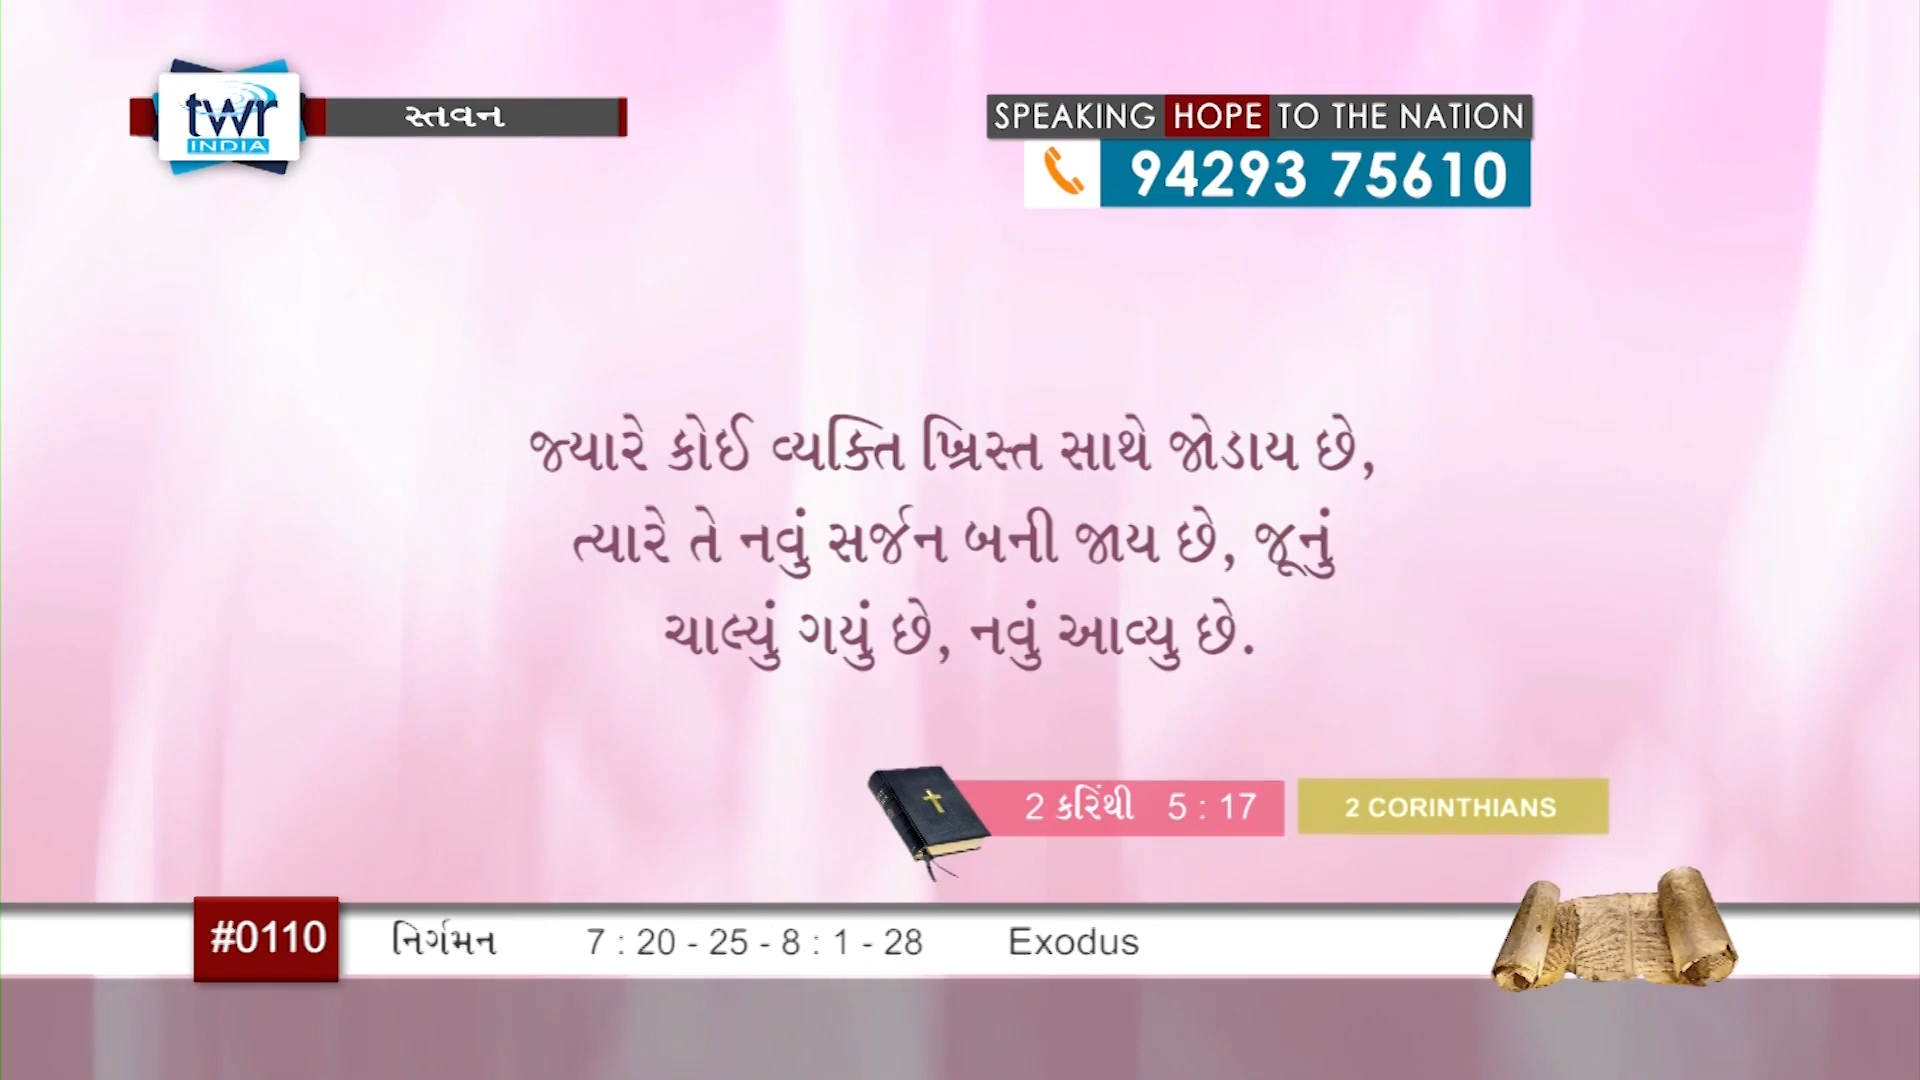 twr
INDIA
સ્તવન
SPEAKING HOPE TO THE NATION
94293 75610
જ્યારે કોઈ વ્યક્તિ ખ્રિસ્ત સાથે જોડાય છે,
ત્યારે તે નવું સર્જન બની જાય છે, જૂનું
ચાલ્યું ગયું છે, નવું આવ્યુ છે.
2 કરિંથી 5 : 17
2 CORINTHIANS
#0110 નિર્ગમન 7 : 20 - 25 - 8 : 1 - 28 Exodus